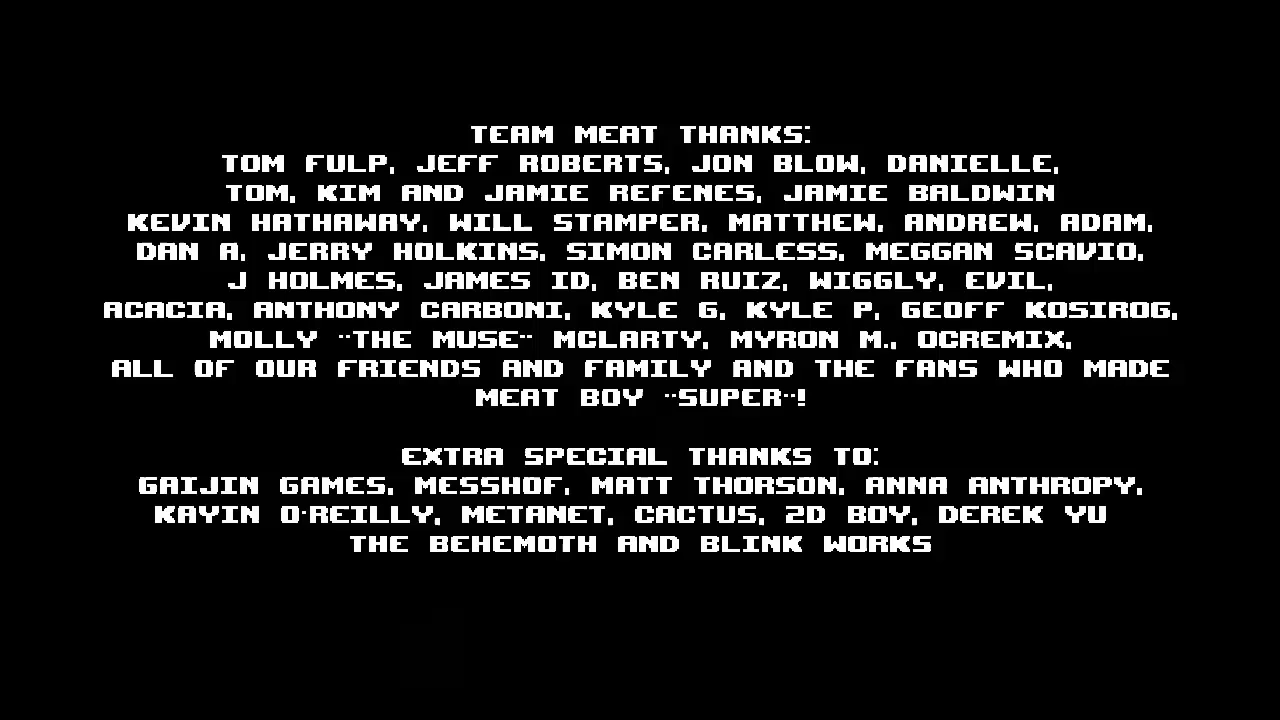 TEAM MEAT THANKS:
TOM FULP, JEFF ROBERTS, JON BLOW, DANIELLE,
TOM, KIM AND JAMIE REFENES, JAMIE BALDWIN
KEVIN HATHAWAY, WILL STAMPER, MATTHEW, ANDREW, ADAM,
DAN A, JERRY HOLKINS, SIMON CARLESS, MEGGAN SCAVIO,
J HOLMES, JAMES ID, BEN RUIZ, WIGGLY, EVIL,
ACACIA, ANTHONY CARBONI, KYLE G, KYLE P, GEOFF KOSIROG,
MOLLY "THE MUSE" MCLARTY, MYRON M., OCREMIX,
ALL OF OUR FRIENDS AND FAMILY AND THE FANS WHO MADE
MEAT BOY "SUPER"!
EXTRA SPECIAL THANKS TO:
GAIJIN GAMES, MESSHOF, MATT THORSON, ANNA ANTHROPY,
KAYIN O'REILLY, METANET, CACTUS, 2D BOY, DEREK YU
THE BEHEMOTH AND BLINK WORKS